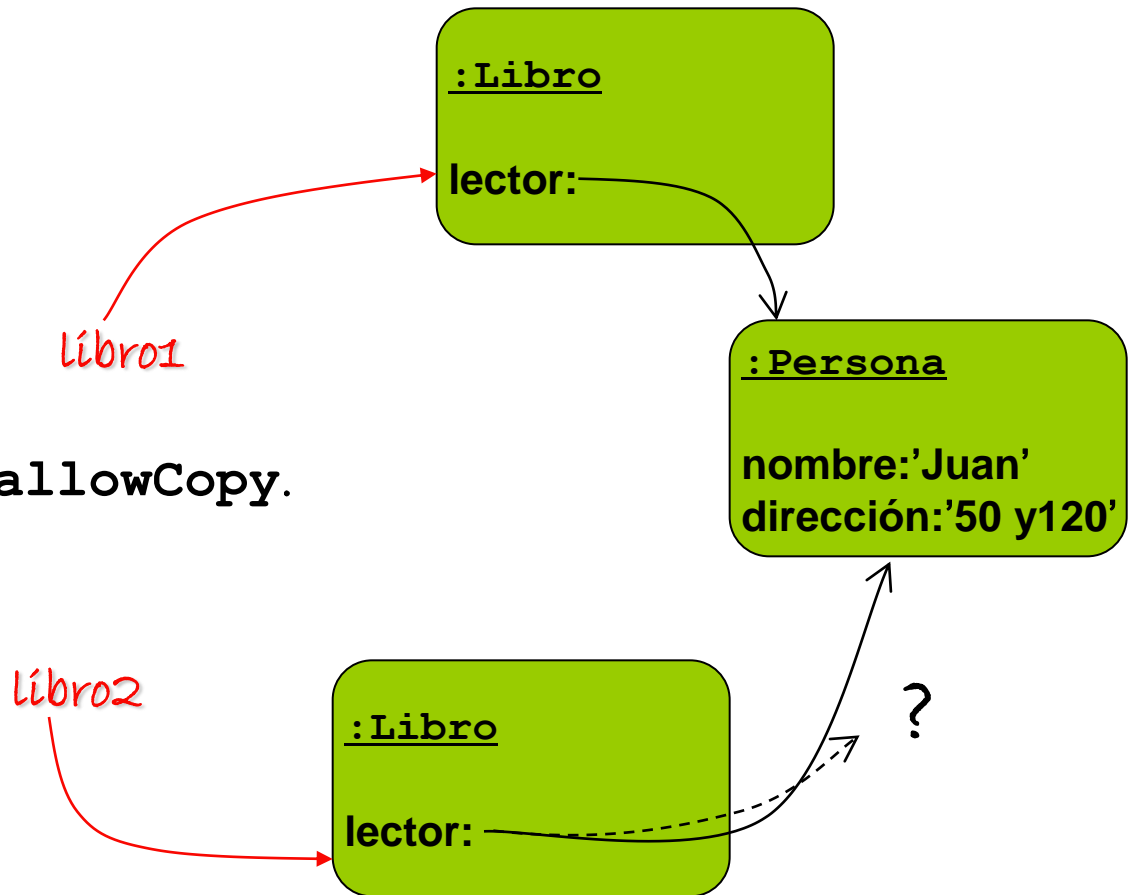 :Libro
lector:
libro1
:Persona
nombre:’Juan’
dirección:’50 y120’
allowCopy.
libro2
:Libro
?
lector: